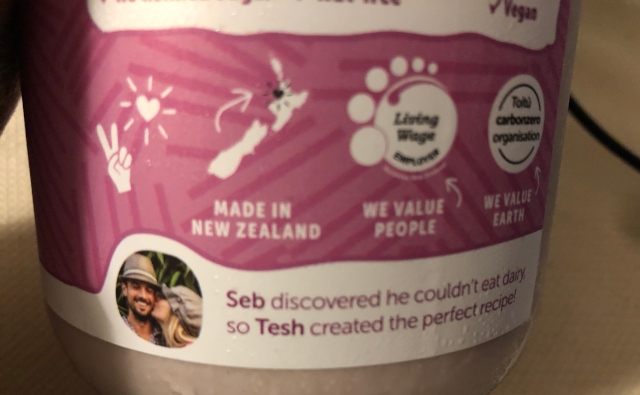 Vegan
Living
Wage
EMPLOYER
Toitū
carbonzero
organisation
MADE IN
NEW ZEALAND
WE VALUE
PEOPLE
WE VALUE
EARTH
Seb discovered he couldn't eat dairy,
so Tesh created the perfect recipe!